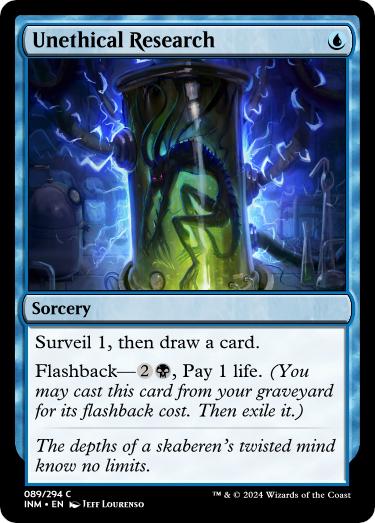 Unethical Research
Sorcery
Surveil 1, then draw a card.
Flashback—2, Pay 1 life. (You
may cast this card from your graveyard
for its flashback cost. Then exile it.)
The depths of a skaberen's twisted mind
know no limits.
089/294 C
INM • EN Jeff Lourenso
™ & © 2024 Wizards of the Coast